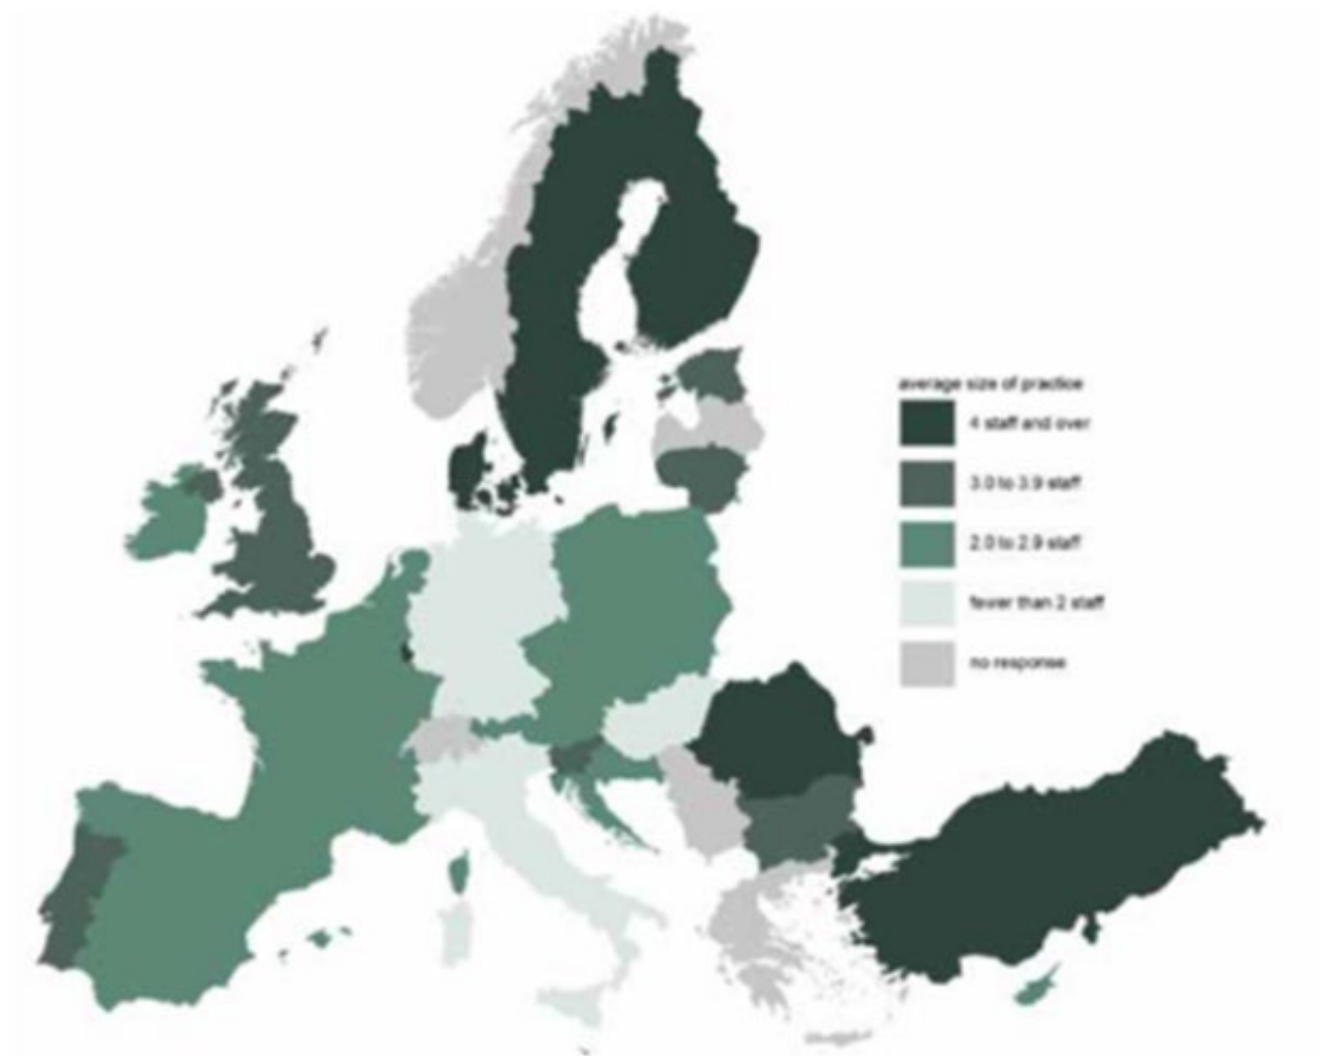 average size of practice
4 staff and over
3.0 to 3.9 staff
2.0 to 2.9 staff
fewer than 2 staff
no response